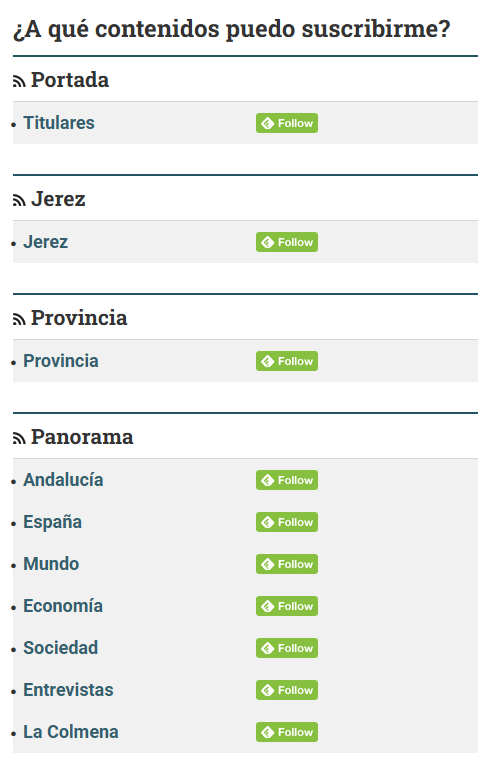 ¿A qué contenidos puedo suscribirme?
Portada
Titulares Follow
Jerez
Jerez Follow
Provincia
Provincia Follow
Panorama
Andalucía Follow
España Follow
Mundo Follow
Economía Follow
Sociedad Follow
Entrevistas Follow
La Colmena Follow